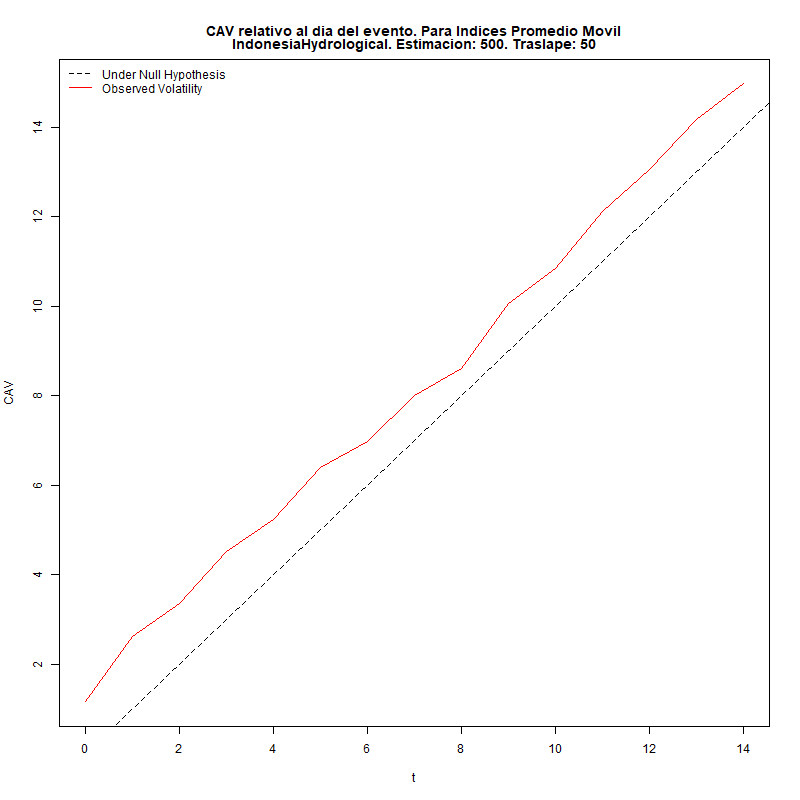 CAV relativo al dia del evento. Para Indices Promedio Movil
IndonesiaHydrological. Estimacion: 500. Traslape: 50
Under Null Hypothesis
Observed Volatility
14
12
10
8
6
4
2
CAV
0 2 4 6 8 10 12 14
t